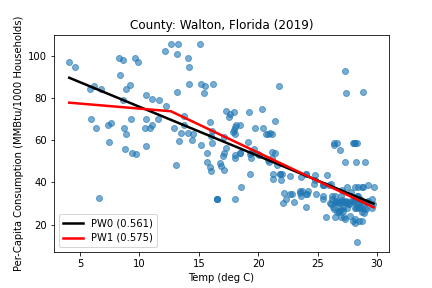 County: Walton, Florida (2019)
Per-Capita Consumption (MMBtu/1000 Households)
100
80
60
40
20
PW0 (0.561)
PW1 (0.575)
5 10 15 20 25 30
Temp (deg C)